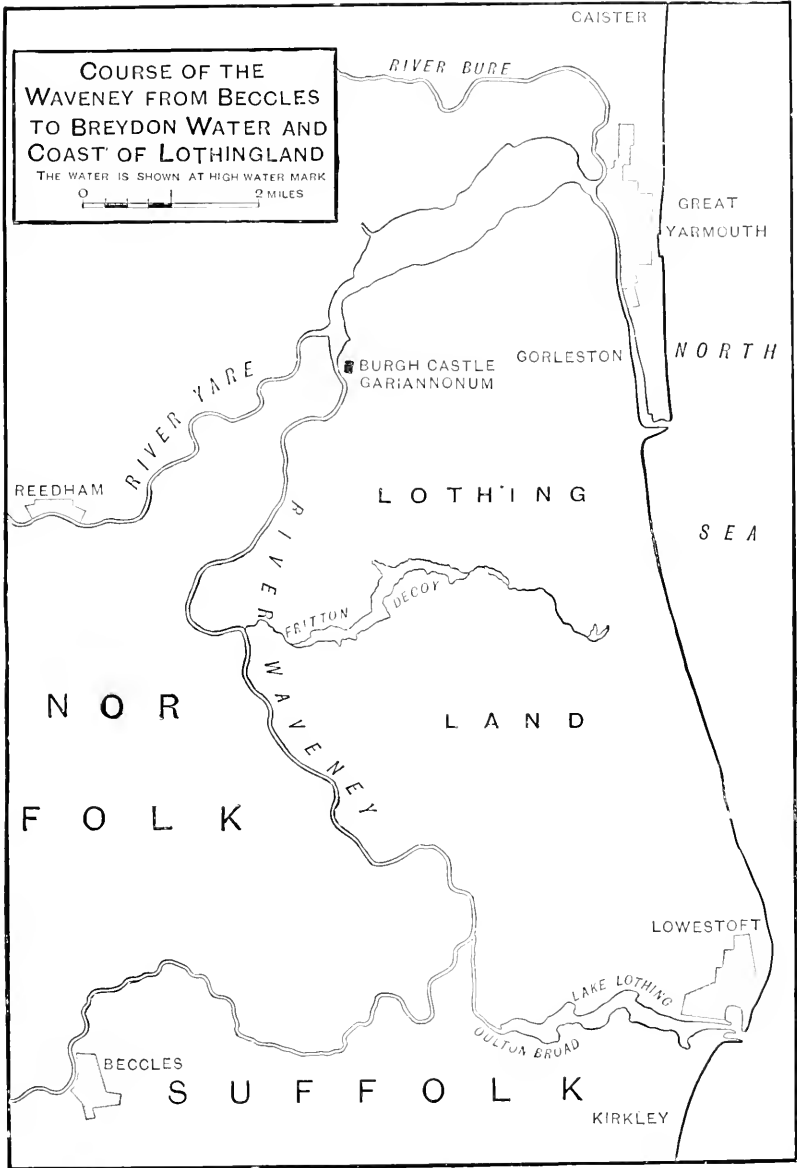 CAISTER
COURSE OF THE
WAVENEY FROM BECCLES
TO BREYDON WATER AND
COAST OF LOTHINGLAND
THE WATER IS SHOWN AT HIGH WATER MARK
0 2 MILES
RIVER BURE
GREAT
YARMOUTH
NORTH
SEA
GORLESTON
BURGH CASTLE
GARIANNONUM
RIVER YARE
REEDHAM
LOTHING
LAND
RIVER
WAVENEY
FRITTON
DECOY
NOR
FOLK
LOWESTOFT
LAKE LOTHING
OULTON BROAD
BECCLES
SUFFOLK
KIRKLEY